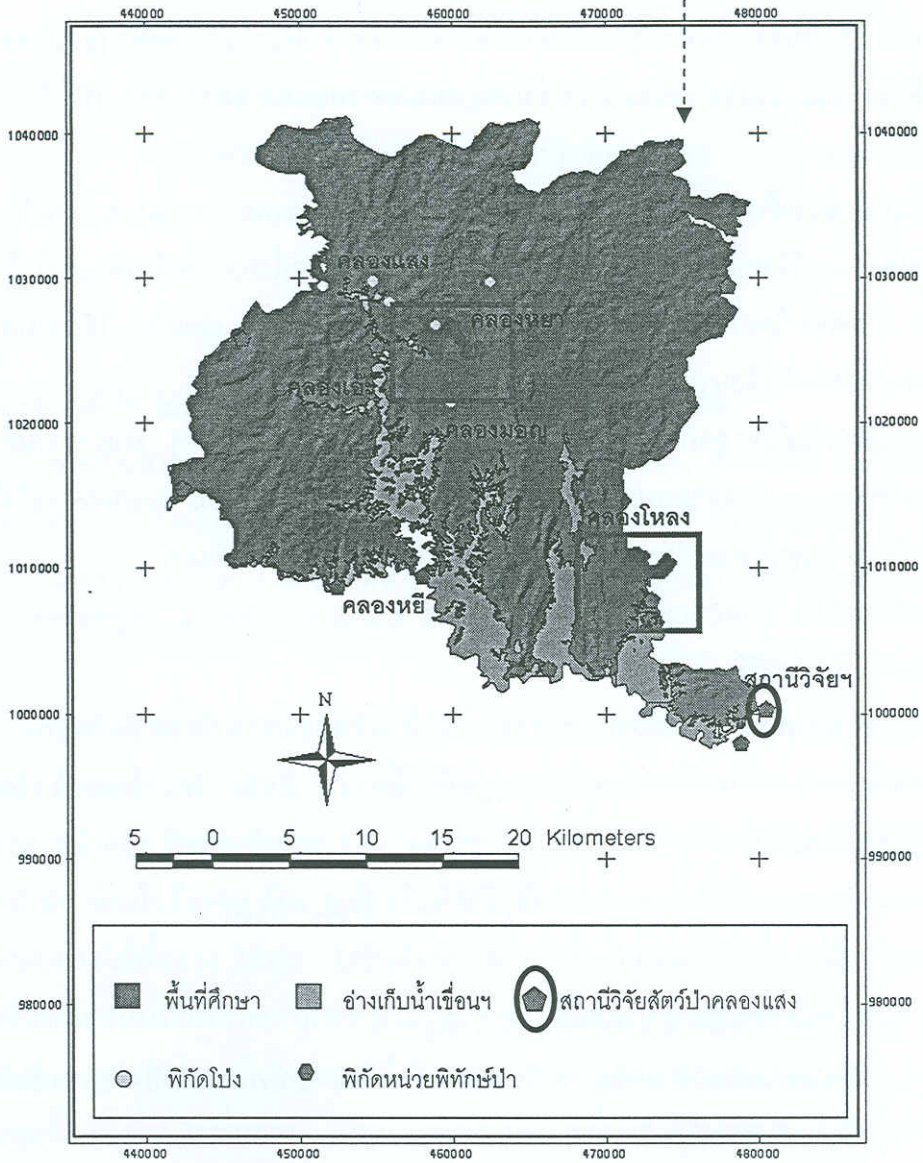 440000 450000 460000 470000 480000
1040000 1040000
คลองแสง
1030000 1030000
คลองหยา
คลองเอ๊ะ
1020000 1020000
คลองมอญ
คลองโหลง
1010000 1010000
คลองหยี
สถานีวิจัยฯ
1000000 1000000
N
5 0 5 10 15 20 Kilometers
990000 990000
พื้นที่ศึกษา อ่างเก็บน้ำเขื่อนฯ สถานีวิจัยสัตว์ป่าคลองแสง
980000 980000
พิกัดโป่ง พิกัดหน่วยพิทักษ์ป่า
440000 450000 460000 470000 480000